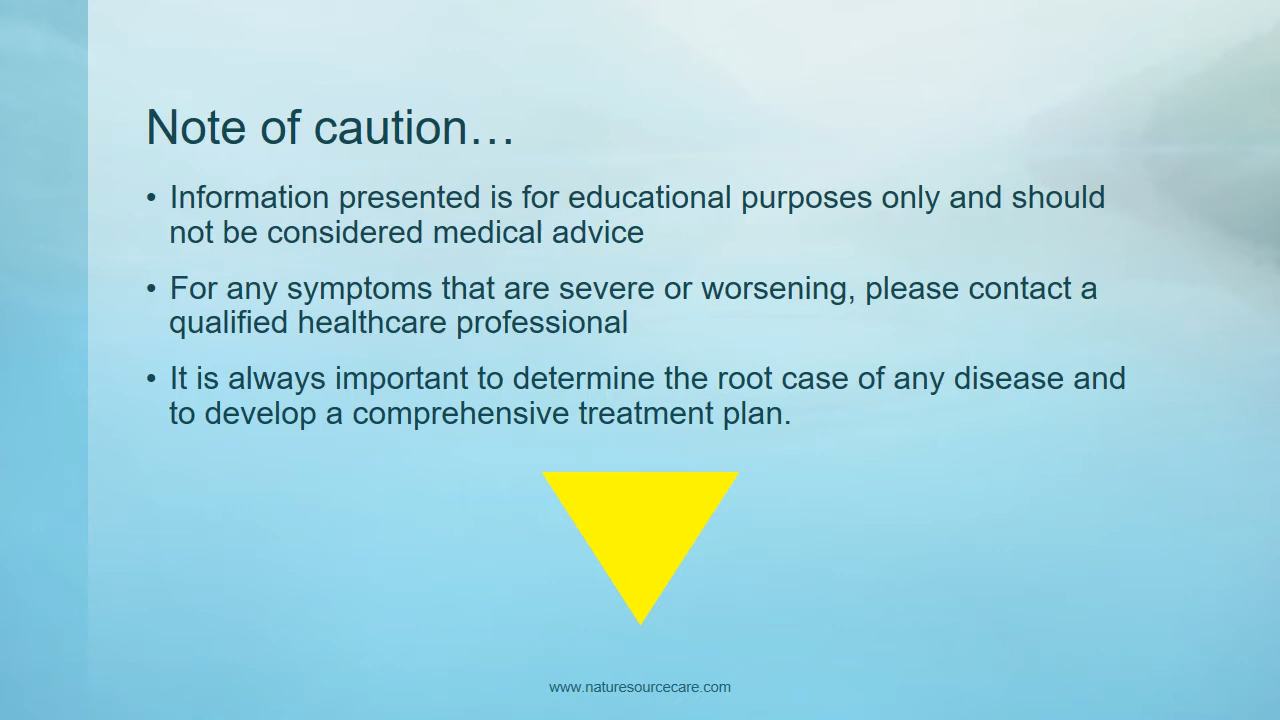 Note of caution…
• Information presented is for educational purposes only and should
not be considered medical advice
• For any symptoms that are severe or worsening, please contact a
qualified healthcare professional
• It is always important to determine the root case of any disease and
to develop a comprehensive treatment plan.
www.naturesourcecare.com